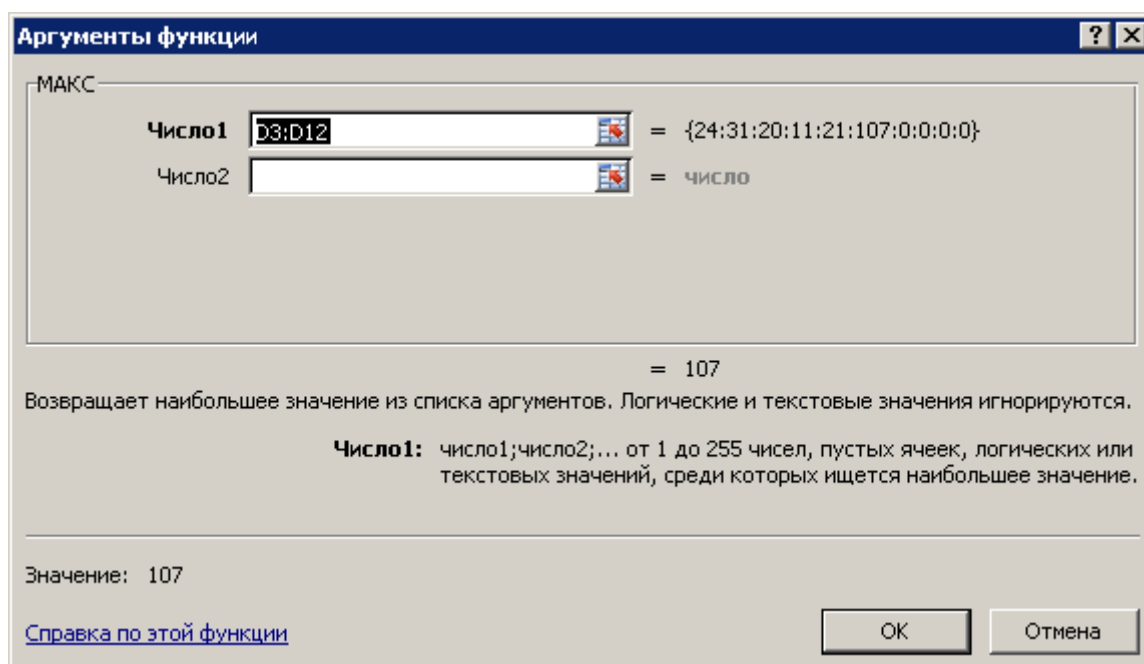 Аргументы функции
МАКС
Число1 D3:D12 = {24:31:20:11:21:107:0:0:0:0}
Число2 = число
= 107
Возвращает наибольшее значение из списка аргументов. Логические и текстовые значения игнорируются.
Число1: число1;число2;... от 1 до 255 чисел, пустых ячеек, логических или
текстовых значений, среди которых ищется наибольшее значение.
Значение: 107
Справка по этой функции OK Отмена